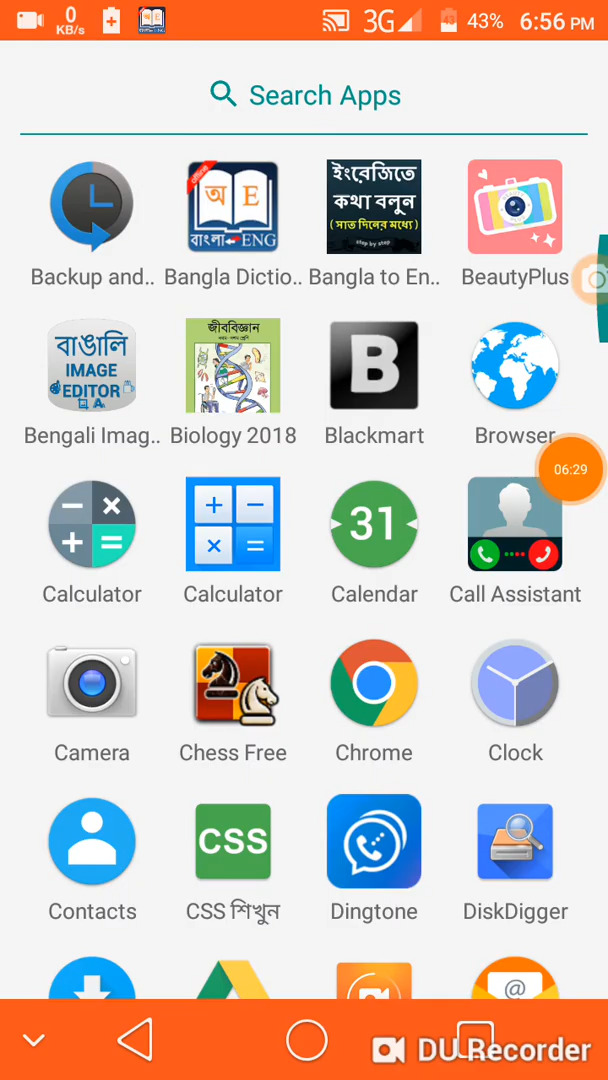 0
KB/s
3G
43
43%
6:56 PM
Search Apps
offline
অ E
বাংলা ENG
ইংরেজিতে
কথা বলুন
( সাত দিনের মধ্যে )
step by step
Backup and..
Bangla Dictio..
Bangla to En..
BeautyPlus
বাঙালি
IMAGE
EDITOR
জীববিজ্ঞান
B
Bengali Imag..
Biology 2018
Blackmart
Browser
06:29
31
Calculator
Calculator
Calendar
Call Assistant
Camera
Chess Free
Chrome
Clock
CSS
Contacts
CSS শিখুন
Dingtone
DiskDigger
@
DU Recorder